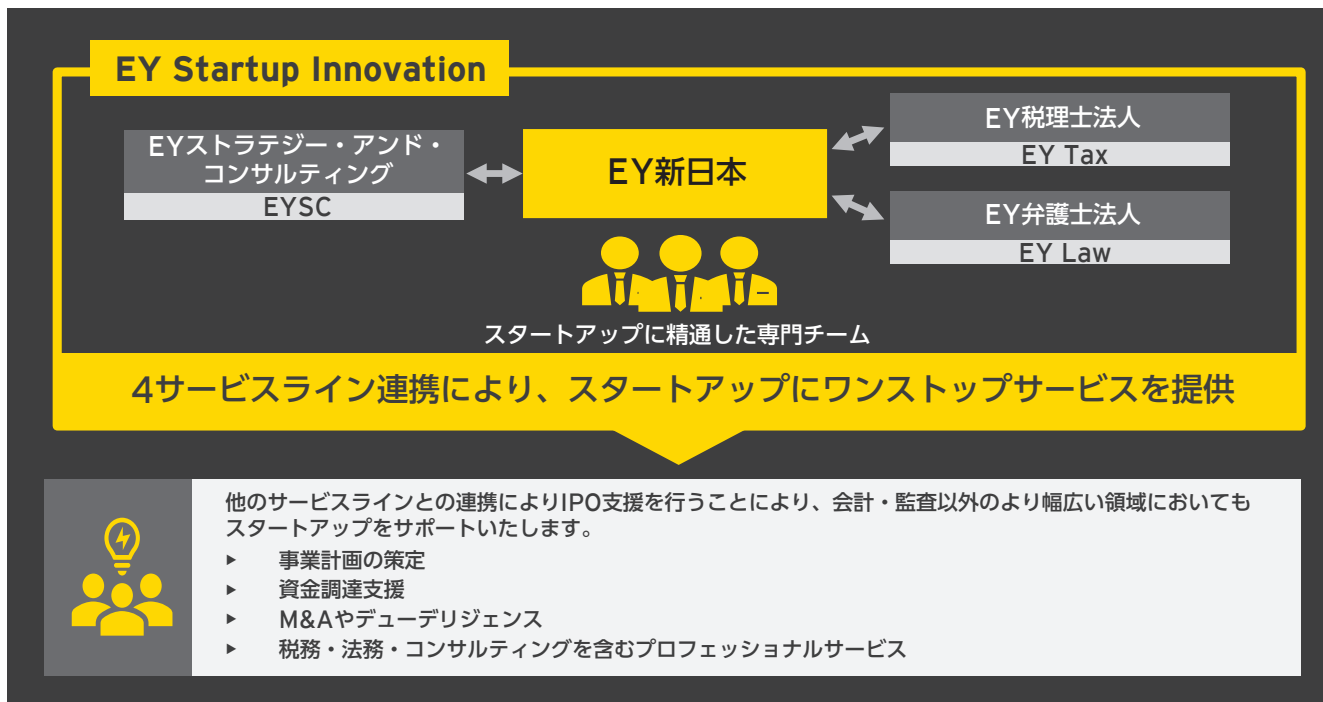 EY Startup Innovation
EYストラテジー・アンド・
コンサルティング
EYSC
EY新日本
EY税理士法人
EY Tax
EY弁護士法人
EY Law
スタートアップに精通した専門チーム
4サービスライン連携により、スタートアップにワンストップサービスを提供
他のサービスラインとの連携によりIPO支援を行うことにより、会計・監査以外のより幅広い領域においても
スタートアップをサポートいたします。
▶ 事業計画の策定
▶ 資金調達支援
▶ M&Aやデューデリジェンス
▶ 税務・法務・コンサルティングを含むプロフェッショナルサービス